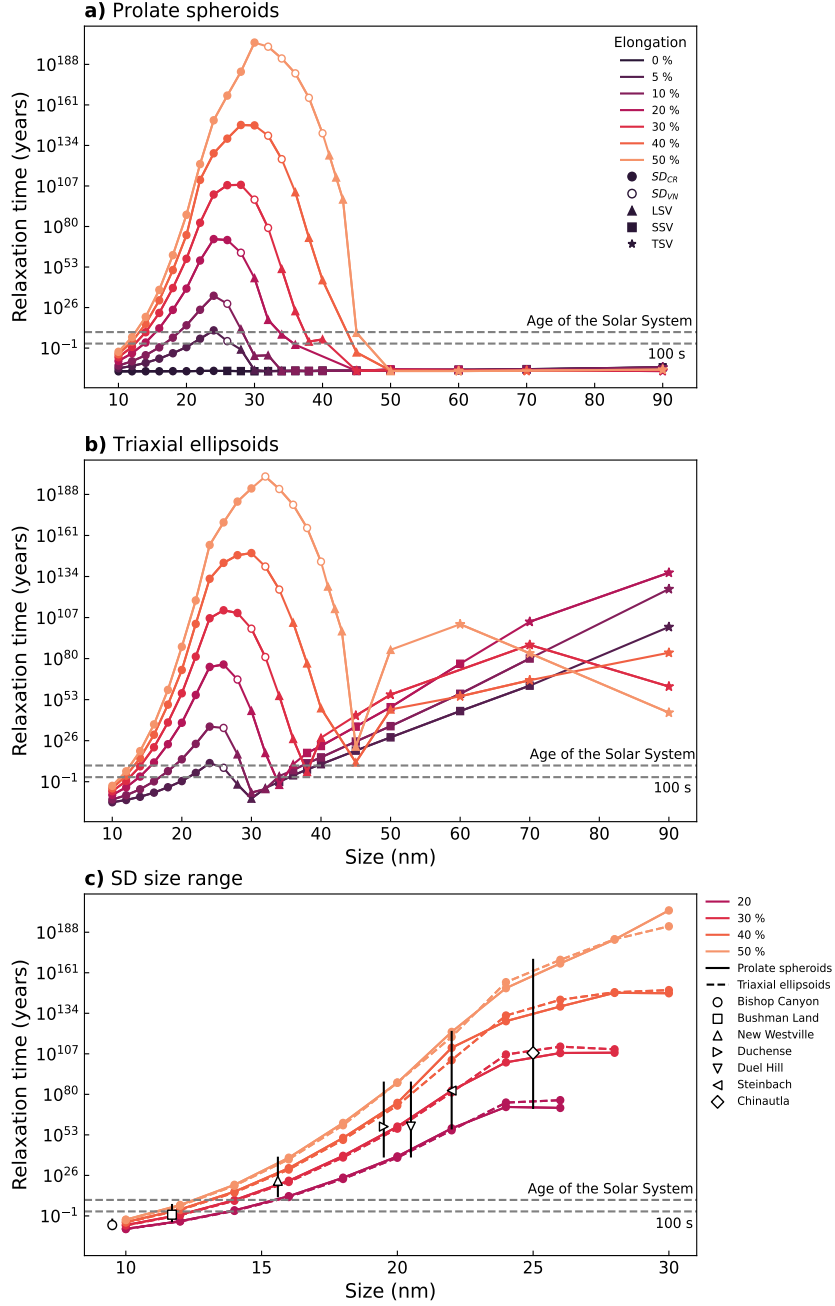 a) Prolate spheroids
Relaxation time (years)
10^188
10^161
10^134
10^107
10^80
10^53
10^26
10^-1
Elongation
0 %
5 %
10 %
20 %
30 %
40 %
50 %
SD_CR
SD_VN
LSV
SSV
TSV
Age of the Solar System
100 s
10 20 30 40 50 60 70 80 90
b) Triaxial ellipsoids
Relaxation time (years)
10^188
10^161
10^134
10^107
10^80
10^53
10^26
10^-1
Age of the Solar System
100 s
10 20 30 40 50 60 70 80 90
Size (nm)
c) SD size range
Relaxation time (years)
10^188
10^161
10^134
10^107
10^80
10^53
10^26
10^-1
20
30 %
40 %
50 %
Prolate spheroids
Triaxial ellipsoids
Bishop Canyon
Bushman Land
New Westville
Duchense
Duel Hill
Steinbach
Chinautla
Age of the Solar System
100 s
10 15 20 25 30
Size (nm)